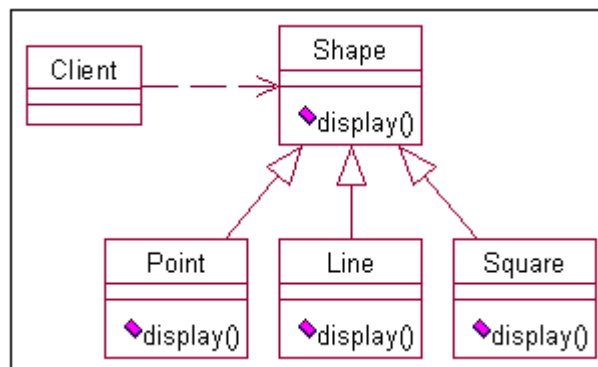 Client
Shape
display()
Point
Line
Square
display()
display()
display()